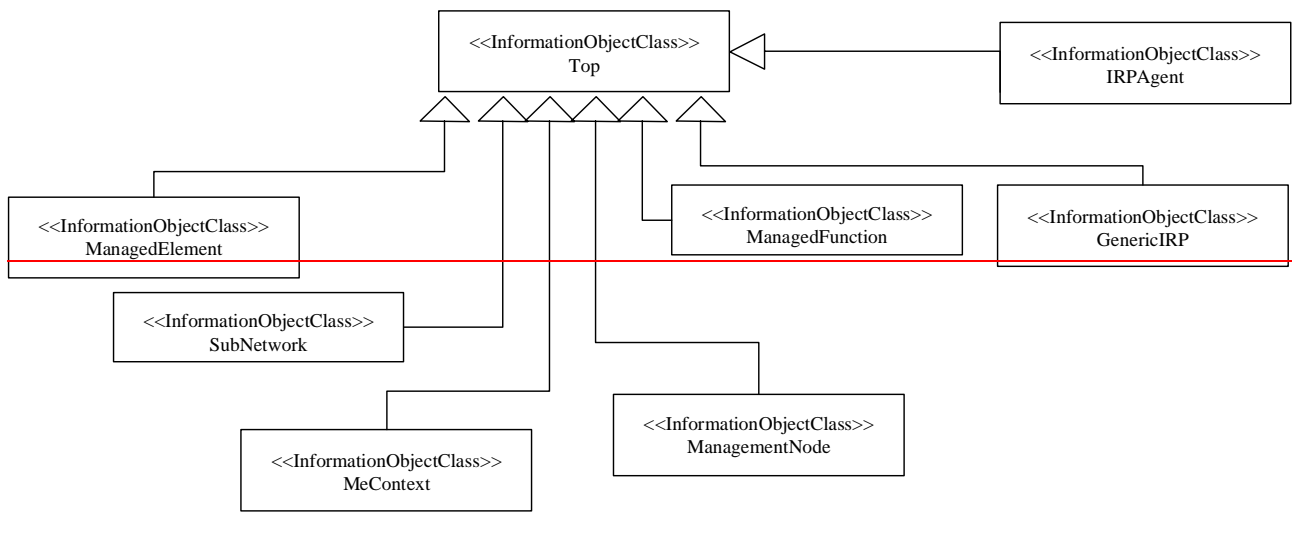 <<InformationObjectClass>>
Top
<<InformationObjectClass>>
IRPAgent
<<InformationObjectClass>>
ManagedElement
<<InformationObjectClass>>
ManagedFunction
<<InformationObjectClass>>
GenericIRP
<<InformationObjectClass>>
SubNetwork
<<InformationObjectClass>>
ManagementNode
<<InformationObjectClass>>
MeContext